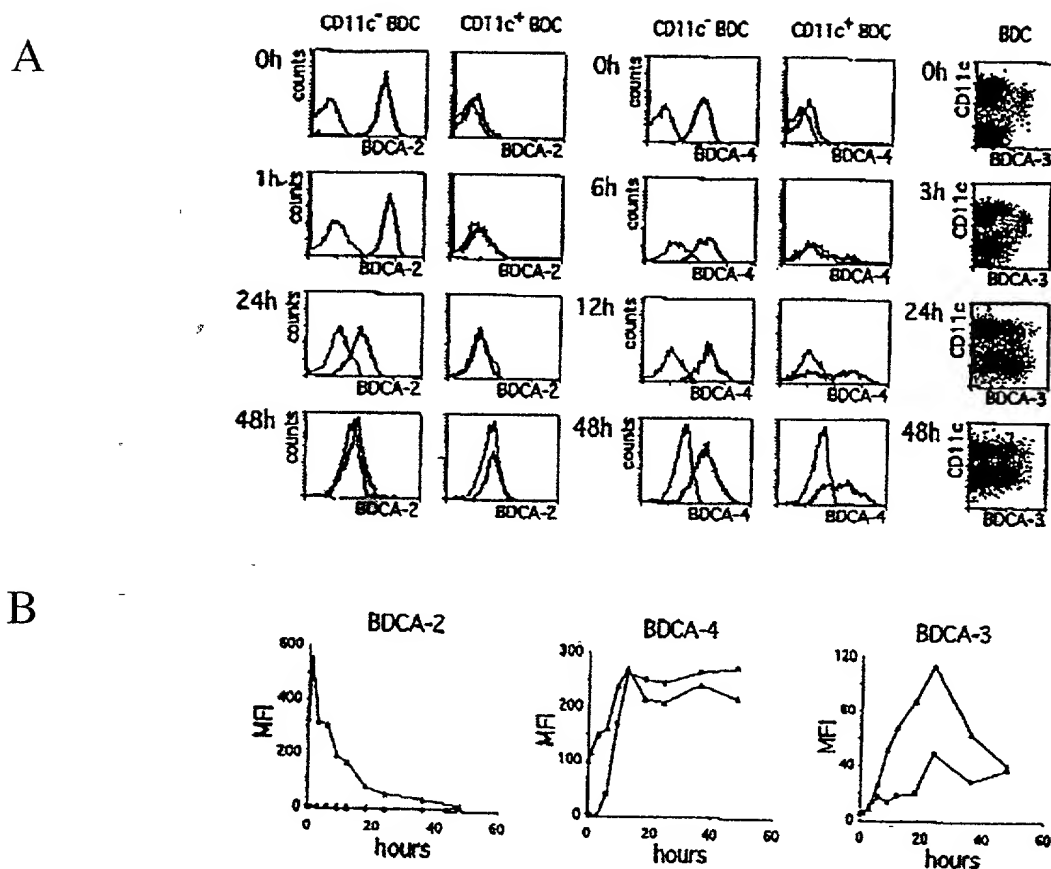 A
CD11c⁻ BDC CD11c⁺ BDC CD11c⁻ BDC CD11c⁺ BDC BDC
0h counts BDCA-2 BDCA-2 0h counts BDCA-4 BDCA-4 0h CD11c BDCA-3
1h counts BDCA-2 BDCA-2 6h counts BDCA-4 BDCA-4 3h CD11c BDCA-3
24h counts BDCA-2 BDCA-2 12h counts BDCA-4 BDCA-4 24h CD11c BDCA-3
48h counts BDCA-2 BDCA-2 48h counts BDCA-4 BDCA-4 48h CD11c BDCA-3
B
BDCA-2
600
400
200
0
MFI
0 20 40 60
hours
BDCA-4
300
200
100
0
MFI
0 20 40 60
hours
BDCA-3
120
80
40
0
MFI
0 20 40 60
hours